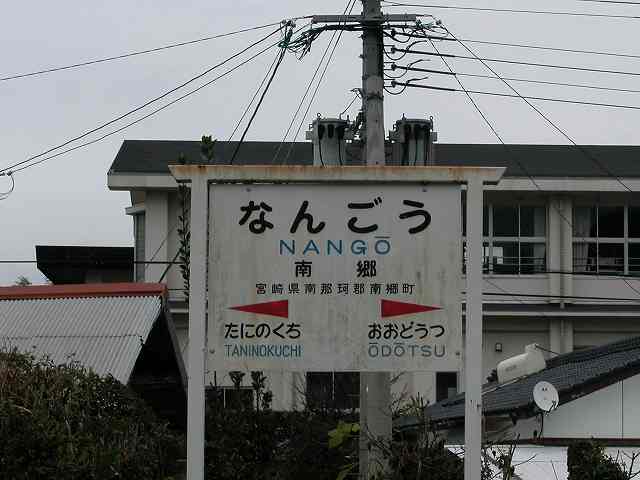 なんごう
NANGŌ
南 郷
宮崎県南那珂郡南郷町
たにのくち おおどうつ
TANINOKUCHI ŌDŌTSU